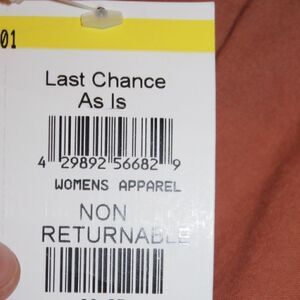 01
Last Chance
As Is
4 29892 56682 9
WOMENS APPAREL
NON
RETURNABLE